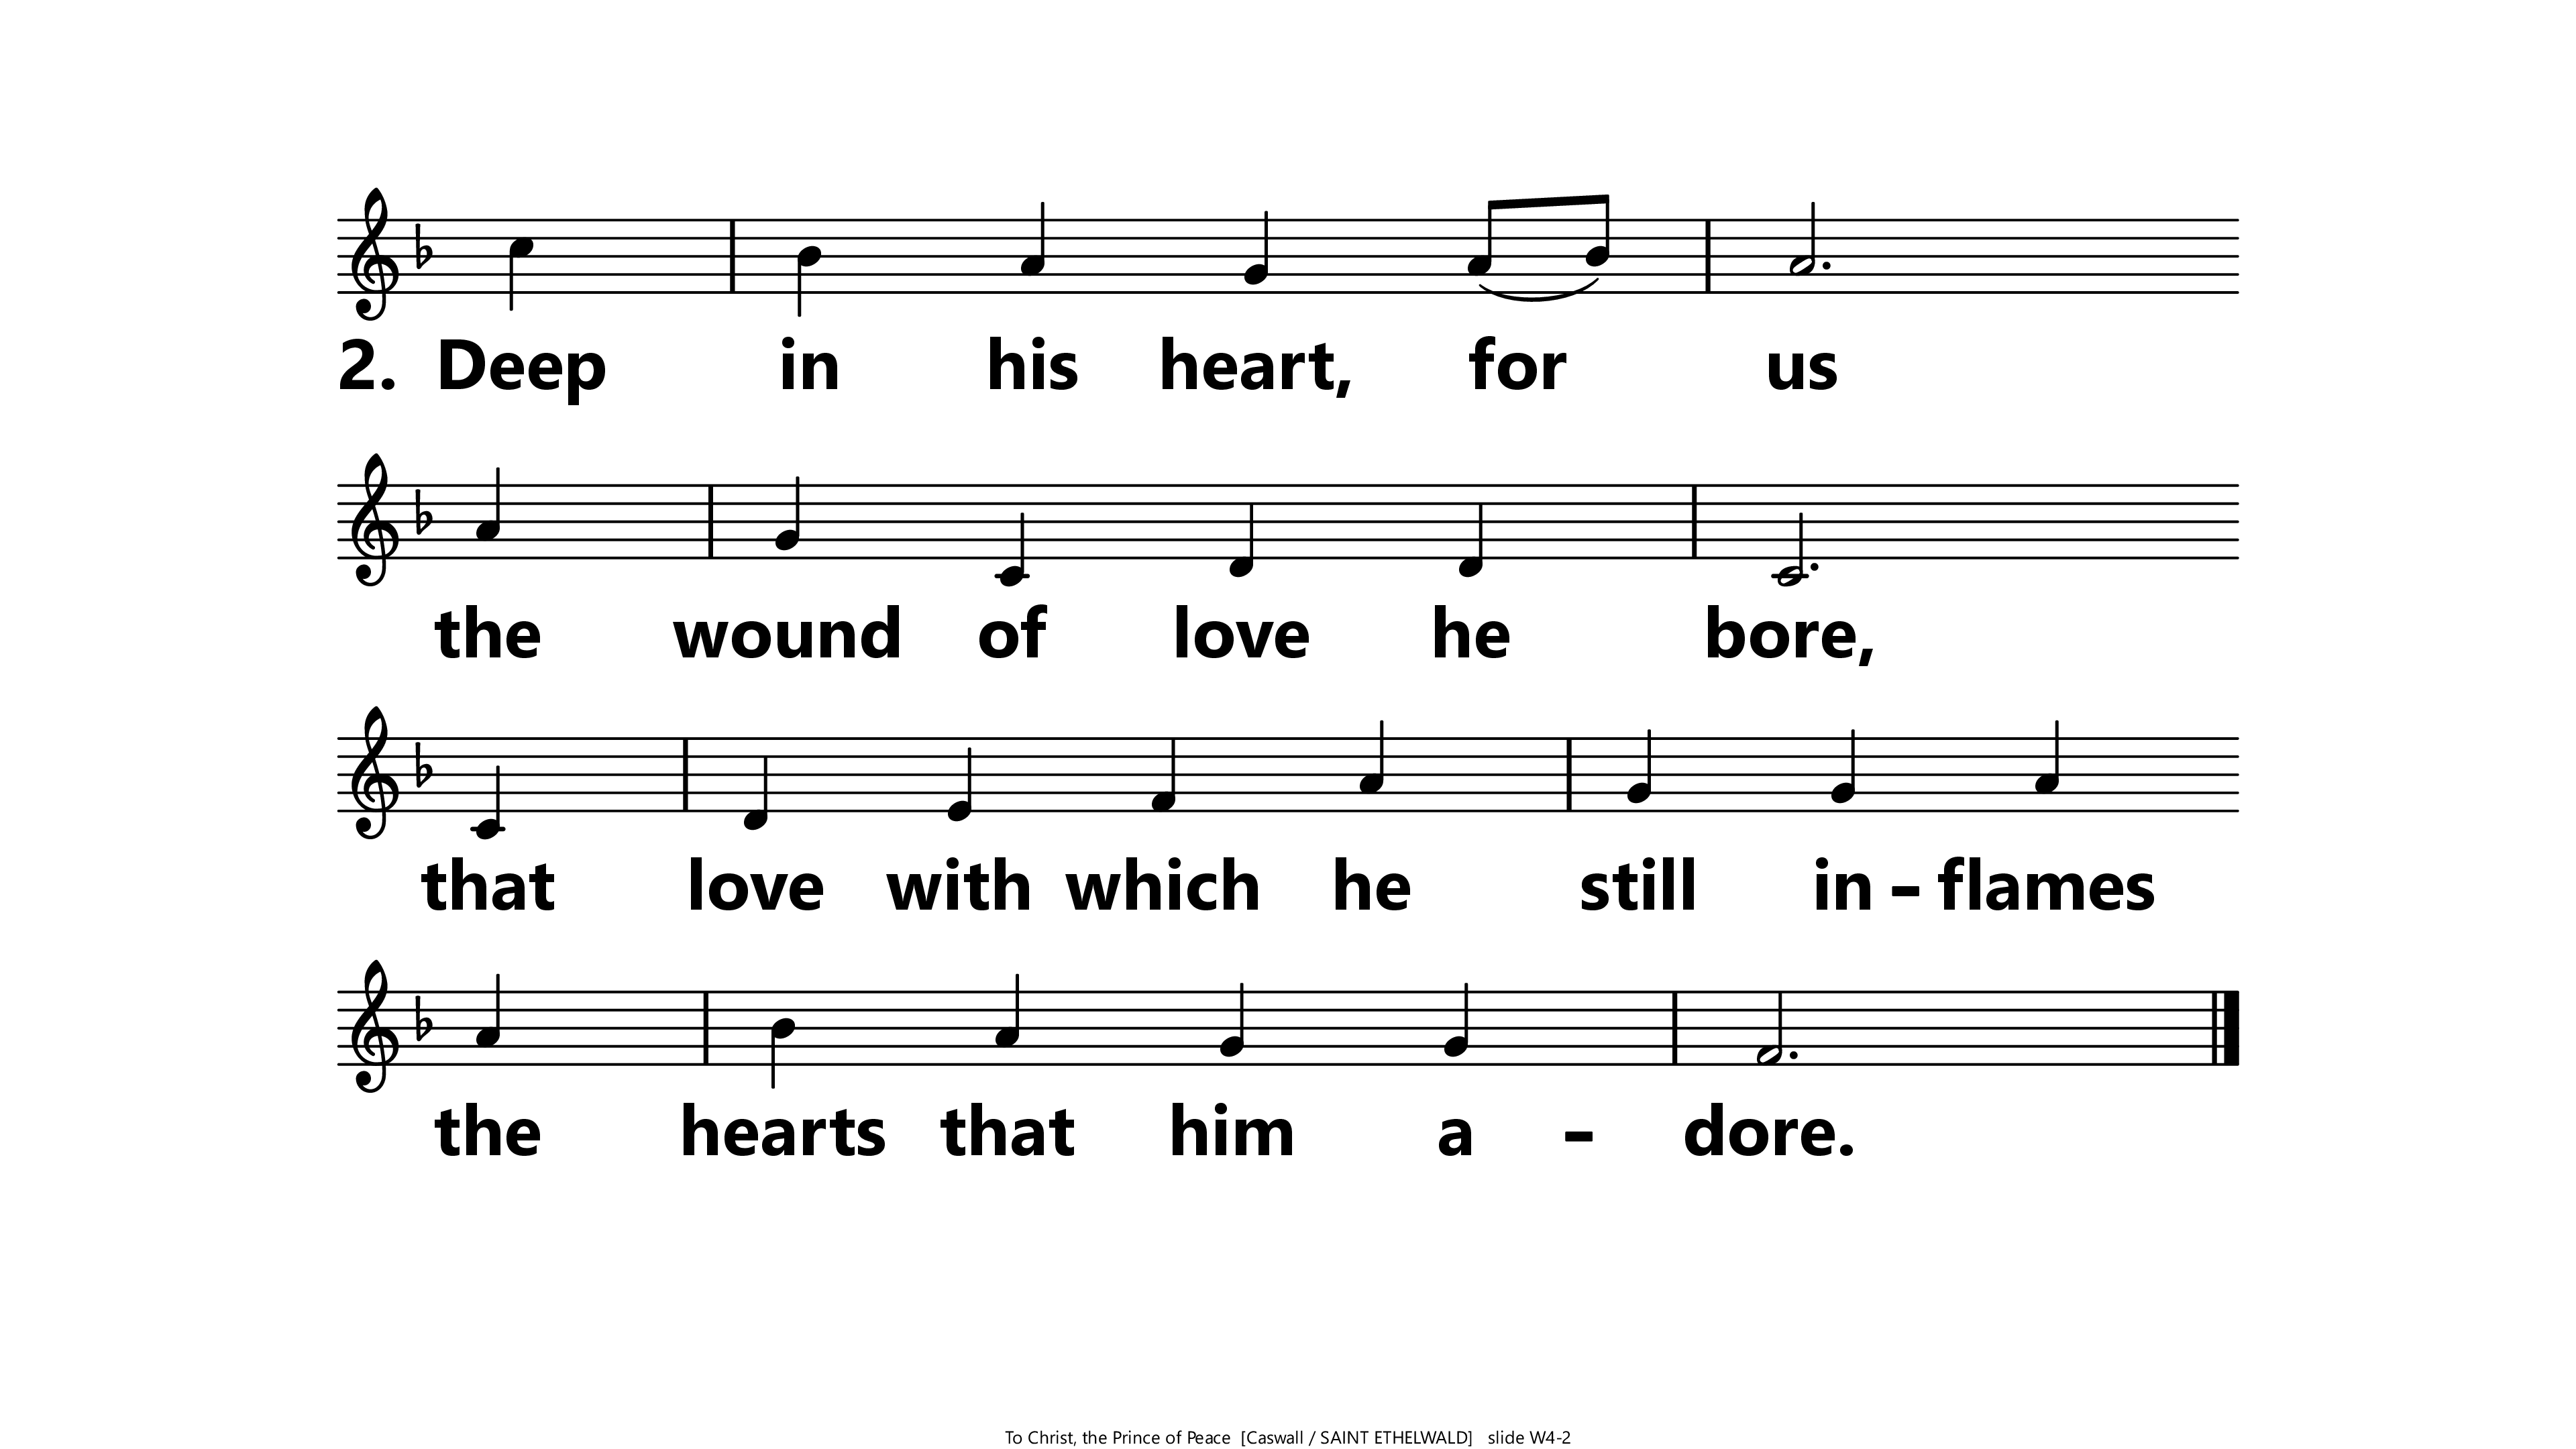 2. Deep in his heart, for us
the wound of love he bore,
that love with which he still in - flames
the hearts that him a - dore.
To Christ, the Prince of Peace [Caswall / SAINT ETHELWALD] slide W4-2